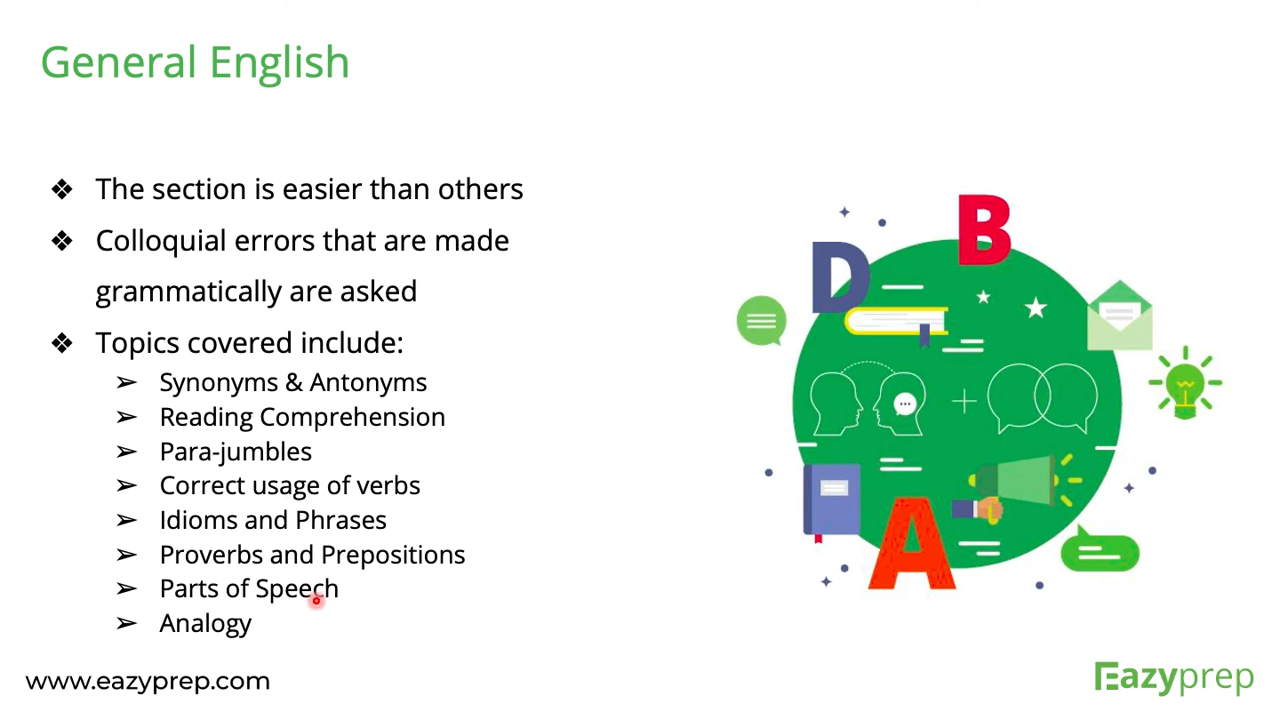 General English
❖ The section is easier than others
❖ Colloquial errors that are made
grammatically are asked
❖ Topics covered include:
➢ Synonyms & Antonyms
➢ Reading Comprehension
➢ Para-jumbles
➢ Correct usage of verbs
➢ Idioms and Phrases
➢ Proverbs and Prepositions
➢ Parts of Speech
➢ Analogy
D
B
A
www.eazyprep.com
Eazyprep